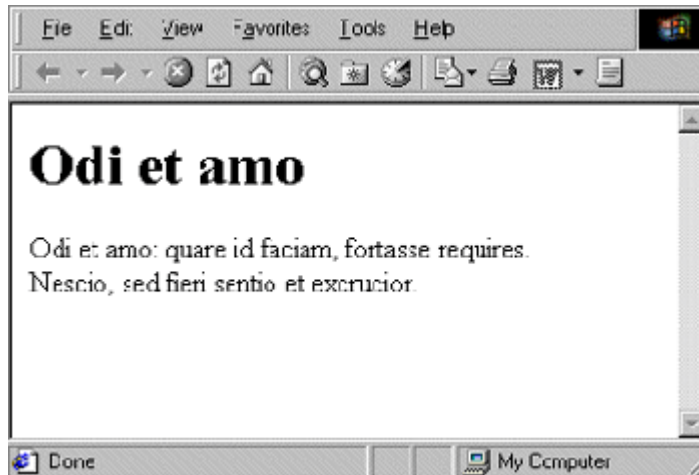 File Edit View Favorites Tools Help
Odi et amo
Odi et amo: quare id faciam, fortasse requires.
Nescio, sed fieri sentio et excrucior.
Done My Computer